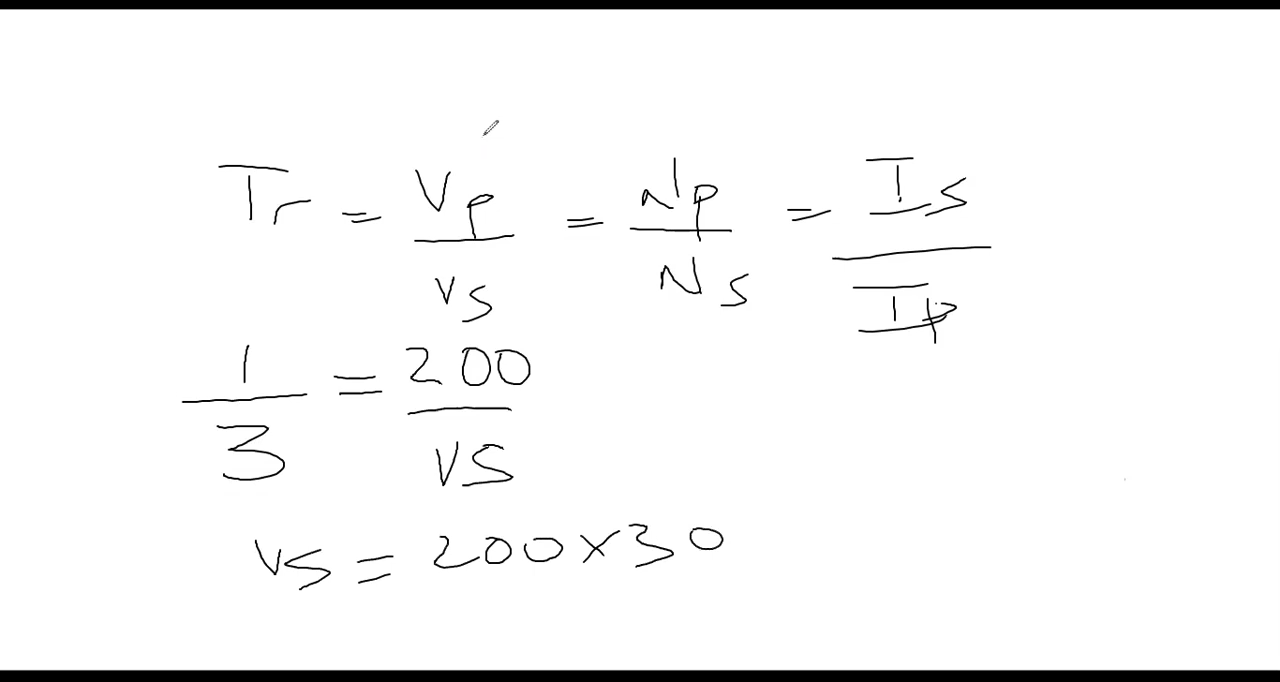 Tr = Vp/vs = Np/Ns = Is/Ip
1/3 = 200/vs
vs = 200×30